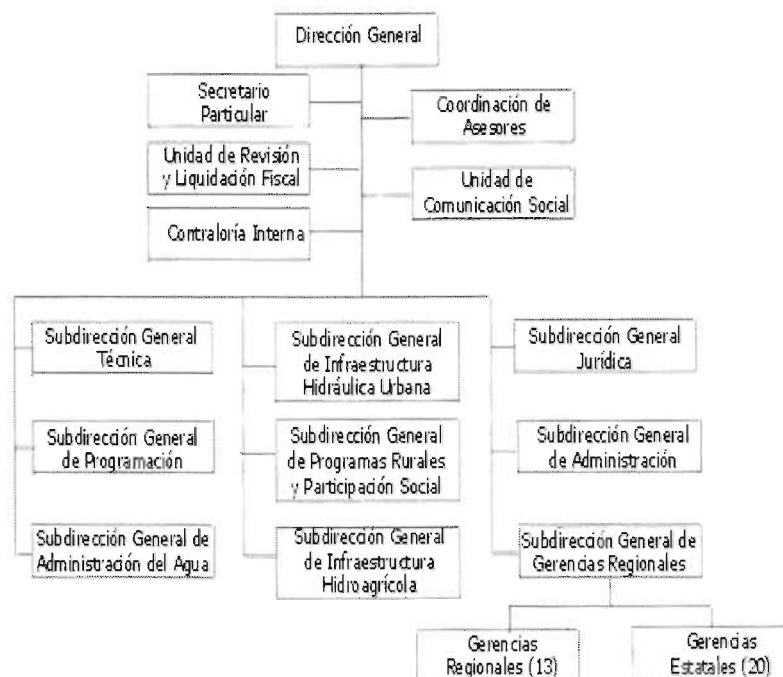 Dirección General
Secretario
Particular
Coordinación de
Asesores
Unidad de Revisión
y Liquidación Fiscal
Unidad de
Comunicación Social
Contraloría Interna
Subdirección General
Técnica
Subdirección General
de Infraestructura
Hidráulica Urbana
Subdirección General
Jurídica
Subdirección General
de Programación
Subdirección General
de Programas Rurales
y Participación Social
Subdirección General
de Administración
Subdirección General de
Administración del Agua
Subdirección General
de Infraestructura
Hidroagrícola
Subdirección General de
Gerencias Regionales
Gerencias
Regionales (13)
Gerencias
Estatales (20)